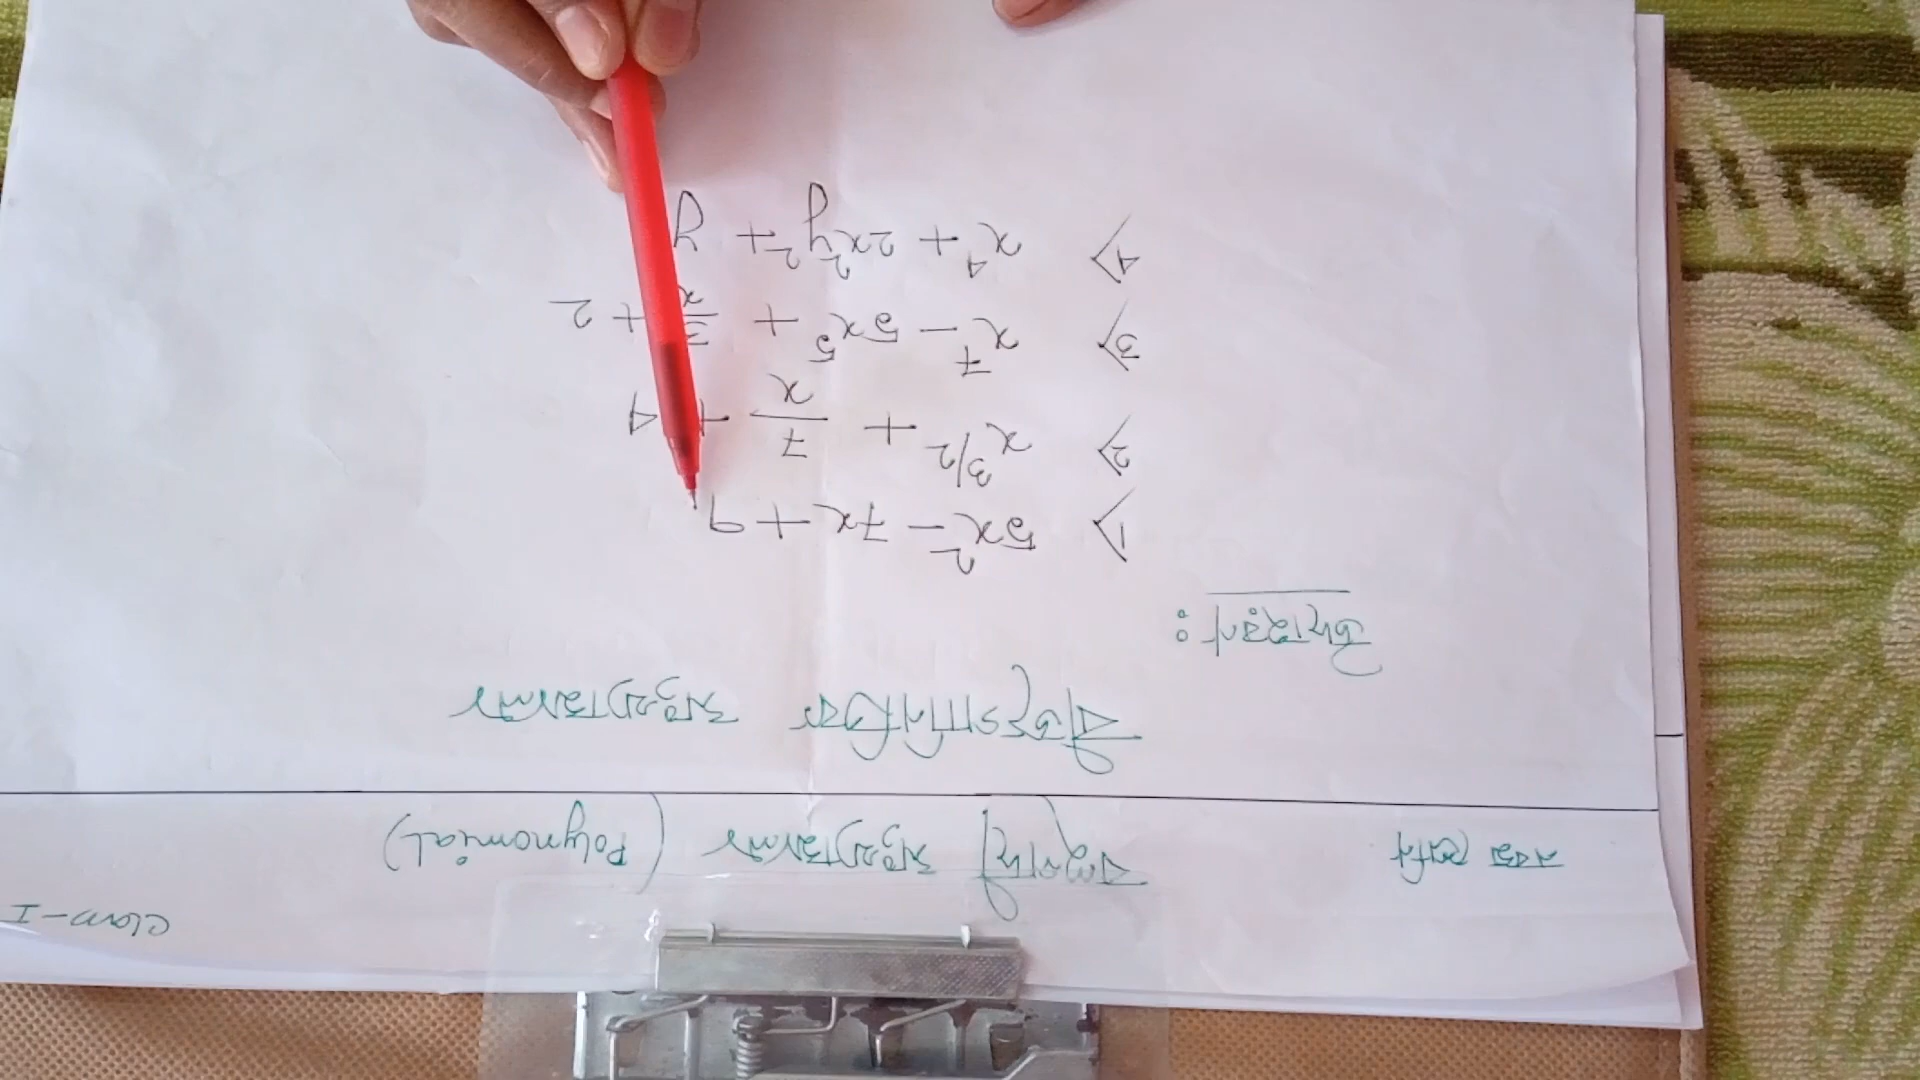 Class-I
নবম শ্রেণী বহুপদী সংখ্যামালা (Polynomial)
বীজগাণিতিক সংখ্যামালা
উদাহরণ :
1) 5x² - 7x + 9
2) x^{3/2} + 7/x + 4
3) x⁷ - 5x⁵ + 3/x + 2
4) x⁴ + 2x²y² + y